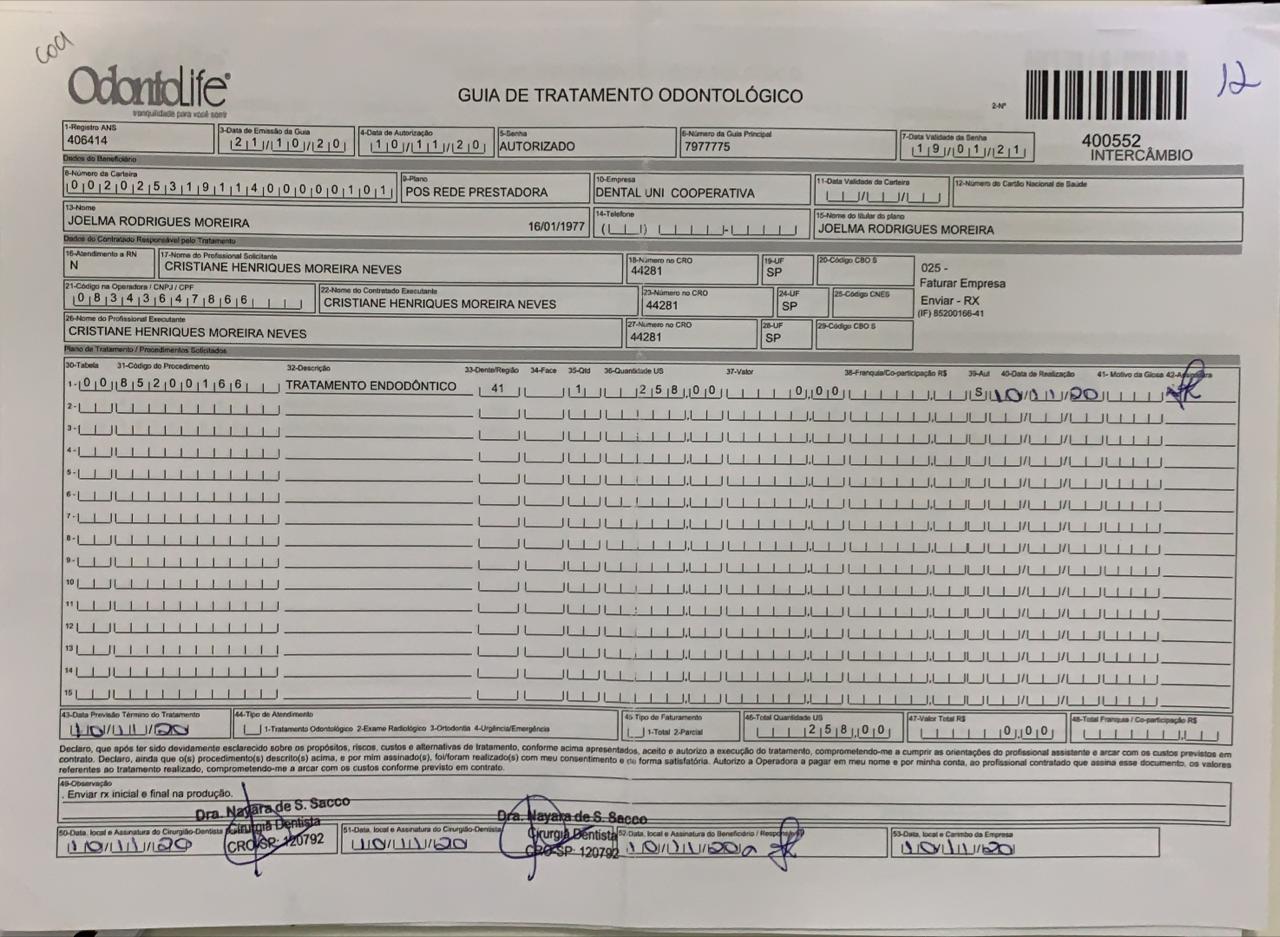 OdontoLife
tranquilidade para você sorrir
GUIA DE TRATAMENTO ODONTOLÓGICO
2-Nº
12
400552
INTERCÂMBIO
1-Registro ANS
406414
3-Data de Emissão da Guia
21/10/20
4-Data de Autorização
10/11/20
5-Senha
AUTORIZADO
6-Número da Guia Principal
7977775
7-Data Validade da Senha
19/01/21
Dados do Beneficiário
8-Número da Carteira
00202531911400000101
9-Plano
POS REDE PRESTADORA
10-Empresa
DENTAL UNI COOPERATIVA
11-Data Validade da Carteira
12-Número do Cartão Nacional de Saúde
13-Nome
JOELMA RODRIGUES MOREIRA 16/01/1977
14-Telefone
15-Nome do titular do plano
JOELMA RODRIGUES MOREIRA
Dados do Contratado Responsável pelo Tratamento
16-Atendimento a RN
N
17-Nome do Profissional Solicitante
CRISTIANE HENRIQUES MOREIRA NEVES
18-Número no CRO
44281
19-UF
SP
20-Código CBO S
025 -
Faturar Empresa
Enviar - RX
(IF) 85200166-41
21-Código na Operadora / CNPJ / CPF
08343647866
22-Nome do Contratado Executante
CRISTIANE HENRIQUES MOREIRA NEVES
23-Número no CRO
44281
24-UF
SP
25-Código CNES
26-Nome do Profissional Executante
CRISTIANE HENRIQUES MOREIRA NEVES
27-Número no CRO
44281
28-UF
SP
29-Código CBO S
Plano de Tratamento / Procedimentos Solicitados
30-Tabela 31-Código do Procedimento 32-Descrição 33-Dente/Região 34-Face 35-Qtd 36-Quantidade US 37-Valor 38-Franquia/Co-participação R$ 39-Aut 40-Data de Realização 41- Motivo da Glosa 42-Assinatura
1- 00 85200166 TRATAMENTO ENDODÔNTICO 41 1 258,00 0,00 S 10/11/20
2-
3-
4-
5-
6-
7-
8-
9-
10
11
12
13
14
15
43-Data Previsão Término do Tratamento
10/11/20
44-Tipo de Atendimento
1-Tratamento Odontológico 2-Exame Radiológico 3-Ortodontia 4-Urgência/Emergência
45 Tipo de Faturamento
1-Total 2-Parcial
46-Total Quantidade US
258,00
47-Valor Total R$
0,00
48-Total Franquia / Co-participação R$
Declaro, que após ter sido devidamente esclarecido sobre os propósitos, riscos, custos e alternativas de tratamento, conforme acima apresentados, aceito e autorizo a execução do tratamento, comprometendo-me a cumprir as orientações do profissional assistente e arcar com os custos previstos em
contrato. Declaro, ainda que o(s) procedimento(s) descrito(s) acima, e por mim assinado(s), foi/foram realizado(s) com meu consentimento e de forma satisfatória. Autorizo a Operadora a pagar em meu nome e por minha conta, ao profissional contratado que assina esse documento, os valores
referentes ao tratamento realizado, comprometendo-me a arcar com os custos conforme previsto em contrato.
49-Observação
. Enviar rx inicial e final na produção.
Dra. Nayara de S. Sacco
Cirurgiã Dentista
CRO/SP: 120792
Dra. Nayara de S. Sacco
Cirurgiã Dentista
CRO-SP: 120792
50-Data, local e Assinatura do Cirurgião-Dentista
10/11/20
51-Data, local e Assinatura do Cirurgião-Dentista
10/11/20
52-Data, local e Assinatura do Beneficiário / Responsável
10/11/20
53-Data, local e Carimbo da Empresa
10/11/20